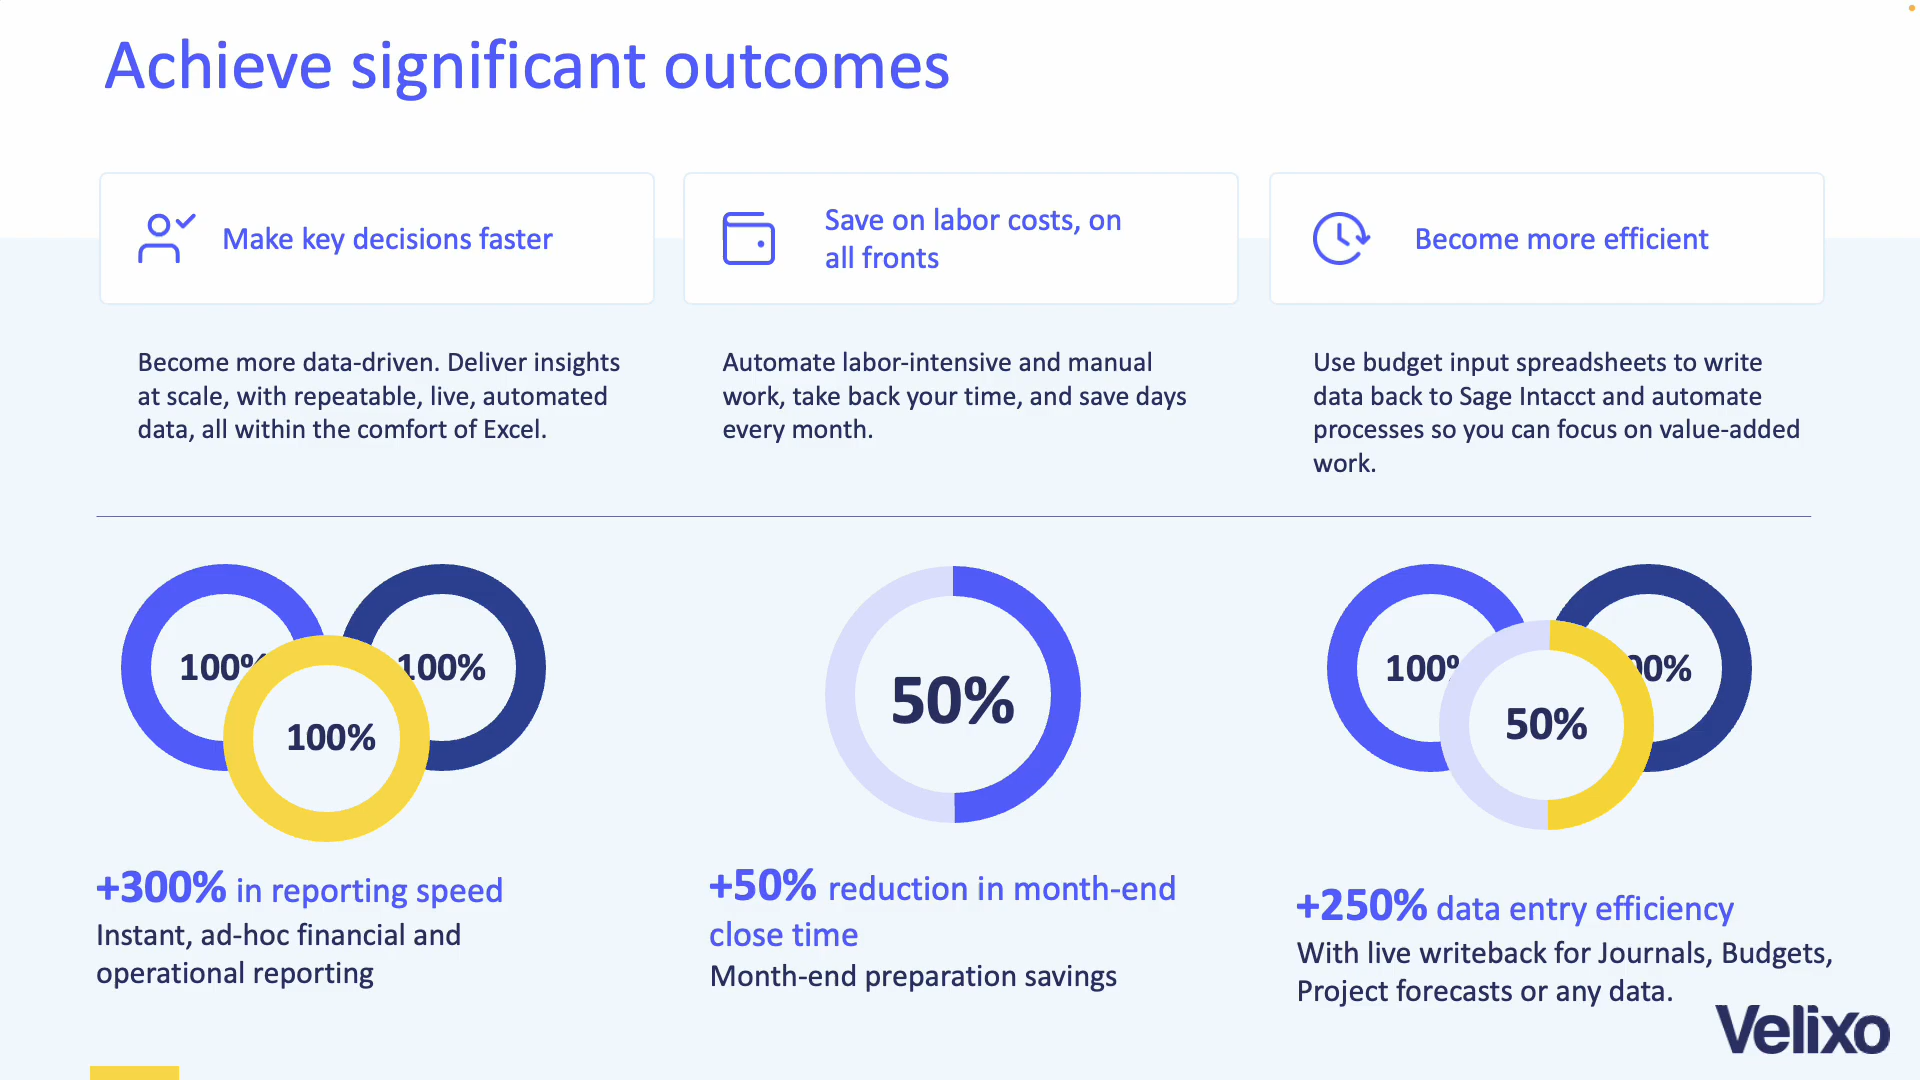 Achieve significant outcomes
Make key decisions faster
Save on labor costs, on
all fronts
Become more efficient
Become more data-driven. Deliver insights
at scale, with repeatable, live, automated
data, all within the comfort of Excel.
Automate labor-intensive and manual
work, take back your time, and save days
every month.
Use budget input spreadsheets to write
data back to Sage Intacct and automate
processes so you can focus on value-added
work.
100%
100%
100%
50%
100%
00%
50%
+300% in reporting speed
Instant, ad-hoc financial and
operational reporting
+50% reduction in month-end
close time
Month-end preparation savings
+250% data entry efficiency
With live writeback for Journals, Budgets,
Project forecasts or any data.
Velixo